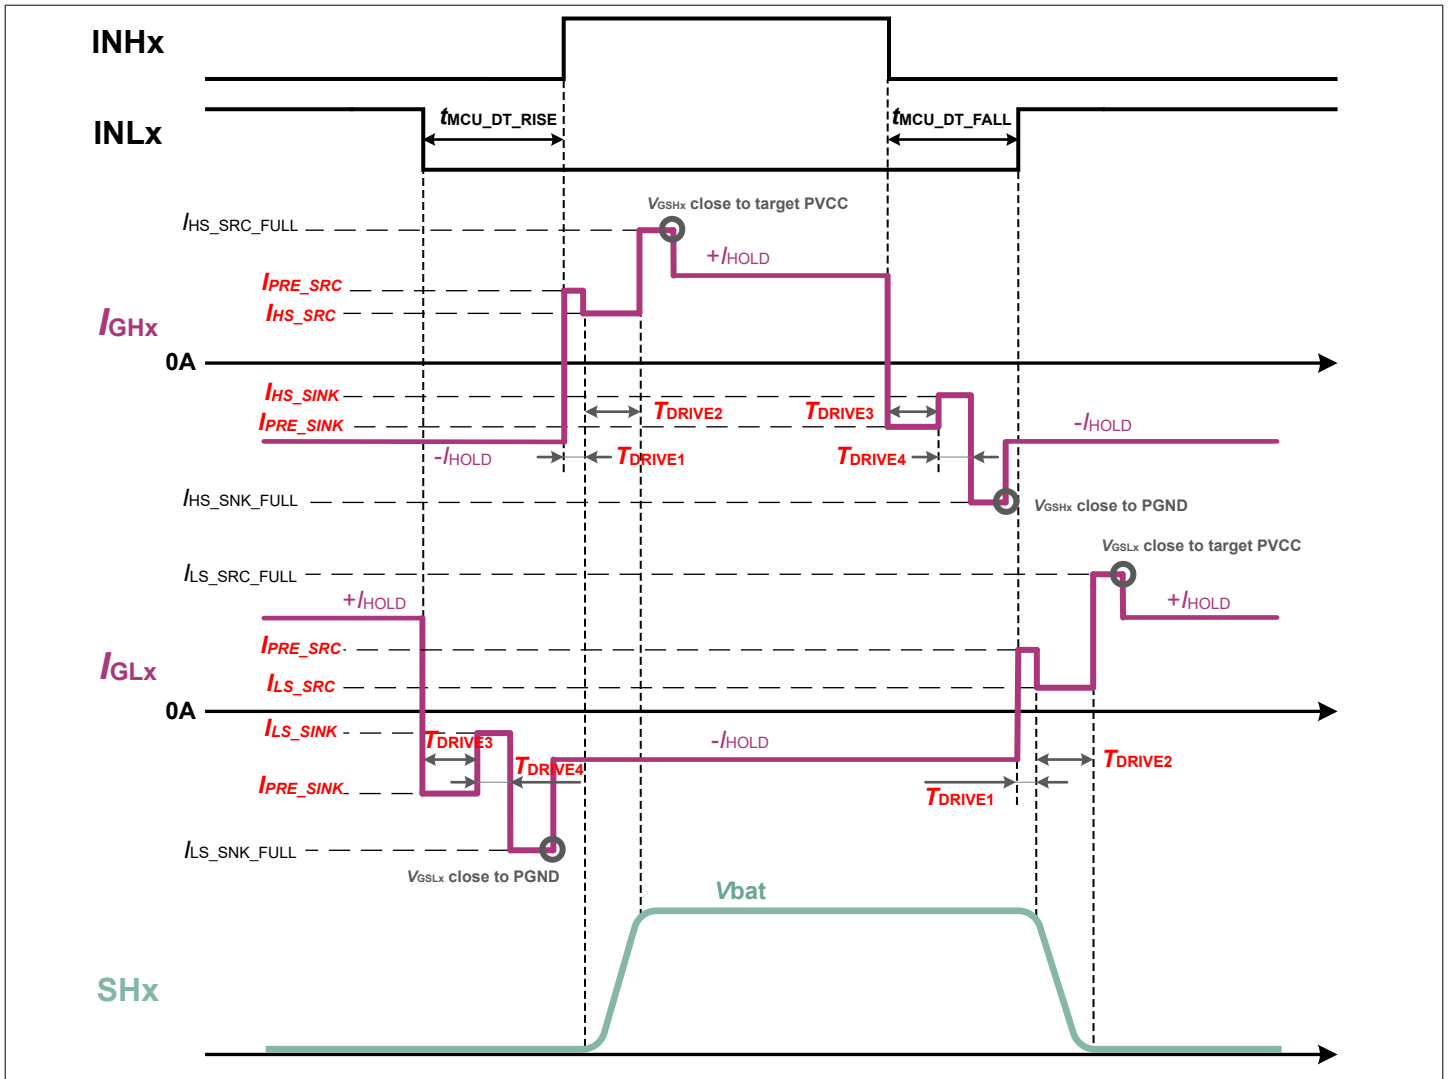 INHx
INLx
tMCU_DT_RISE
tMCU_DT_FALL
VGSHx close to target PVCC
IHS_SRC_FULL
+IHOLD
IPRE_SRC
IHS_SRC
IGHx
0A
IHS_SINK
IPRE_SINK
TDRIVE2
TDRIVE3
-IHOLD
-IHOLD
TDRIVE1
TDRIVE4
IHS_SNK_FULL
VGSHx close to PGND
VGSLx close to target PVCC
ILS_SRC_FULL
+IHOLD
+IHOLD
IPRE_SRC
IGLx
ILS_SRC
0A
ILS_SINK
TDRIVE3
-IHOLD
TDRIVE4
TDRIVE2
IPRE_SINK
TDRIVE1
ILS_SNK_FULL
VGSLx close to PGND
Vbat
SHx